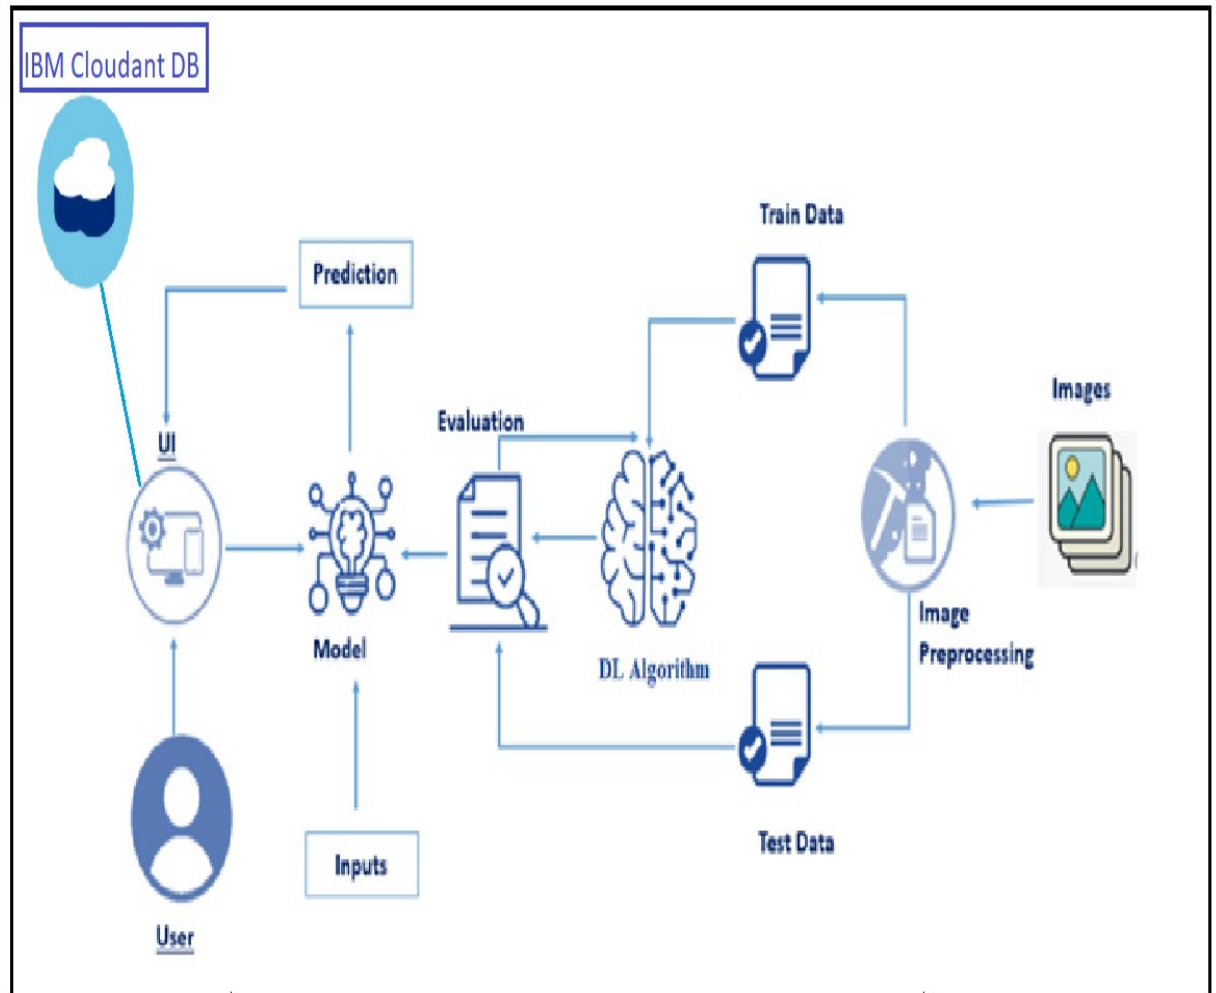 IBM Cloudant DB
Train Data
Prediction
Images
Evaluation
UI
Image
Preprocessing
Model
DL Algorithm
Test Data
Inputs
User